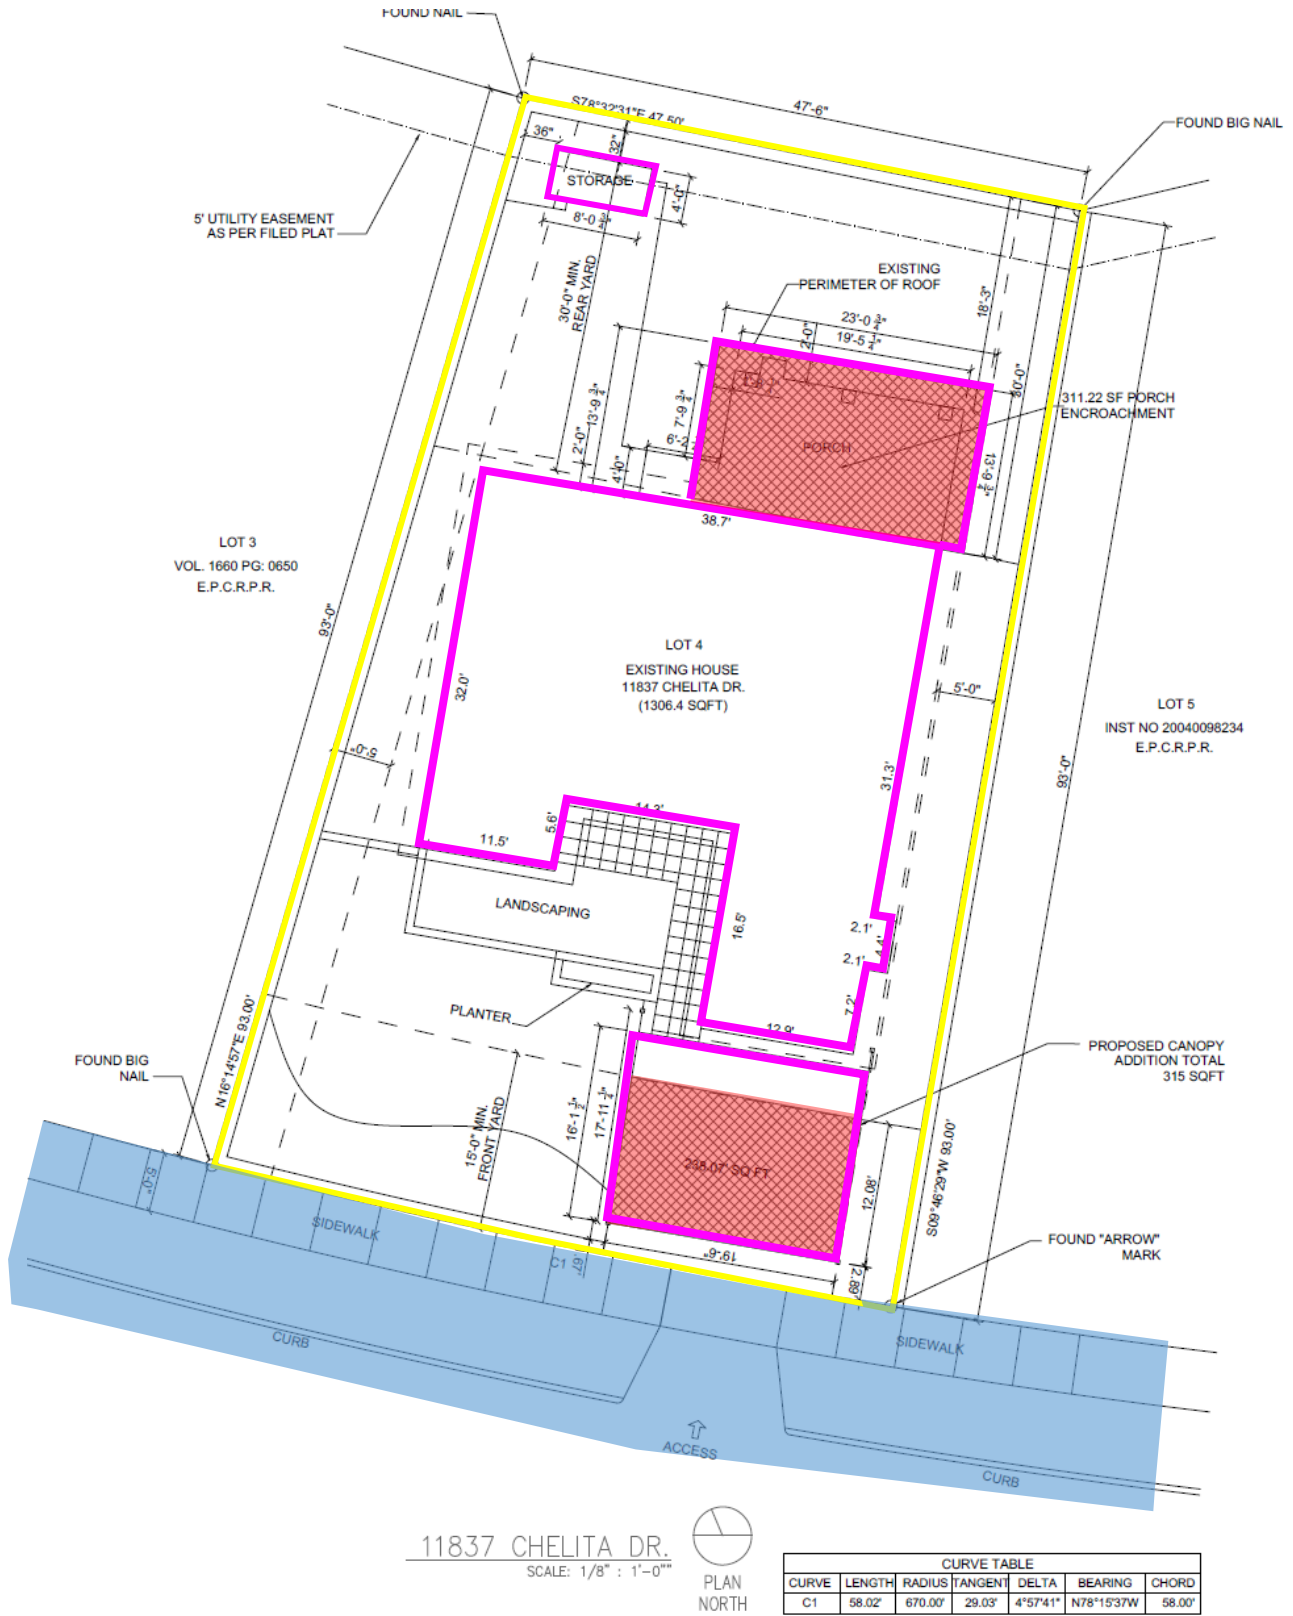 FOUND NAIL
47'-6"
S78°32'31"E 47.50'
FOUND BIG NAIL
36"
32"
STORAGE
4'-0"
8'-0 3/4"
5' UTILITY EASEMENT
AS PER FILED PLAT
30'-0" MIN.
REAR YARD
EXISTING
PERIMETER OF ROOF
18'-3"
23'-0 3/4"
2'-0"
19'-5 1/4"
30'-0"
311.22 SF PORCH
ENCROACHMENT
13'-9 3/4"
7'-9 3/4"
2'-0"
4'-0"
6'-2
PORCH
13'-9 3/4"
38.7'
LOT 3
VOL. 1660 PG: 0650
E.P.C.R.P.R.
93'-0"
32.0'
LOT 4
EXISTING HOUSE
11837 CHELITA DR.
(1306.4 SQFT)
5'-0"
LOT 5
INST NO 20040098234
E.P.C.R.P.R.
5'-0"
31.3'
93'-0"
14.3'
5.6'
11.5'
LANDSCAPING
16.5'
2.1'
4.4'
2.1'
7.2'
PLANTER
12.9'
N16°14'57"E 93.00'
FOUND BIG
NAIL
PROPOSED CANOPY
ADDITION TOTAL
315 SQFT
15'-0" MIN.
FRONT YARD
16'-1 1/2"
17'-11 1/4"
238.07' SQ FT
12.08'
S09°46'29"W 93.00'
5'-0"
SIDEWALK
C1
.67'
19'-6"
2.89'
FOUND "ARROW"
MARK
CURB
SIDEWALK
ACCESS
CURB
11837 CHELITA DR.
SCALE: 1/8" : 1'-0""
PLAN
NORTH
CURVE TABLE
CURVE LENGTH RADIUS TANGENT DELTA BEARING CHORD
C1 58.02' 670.00' 29.03' 4°57'41" N78°15'37W 58.00'